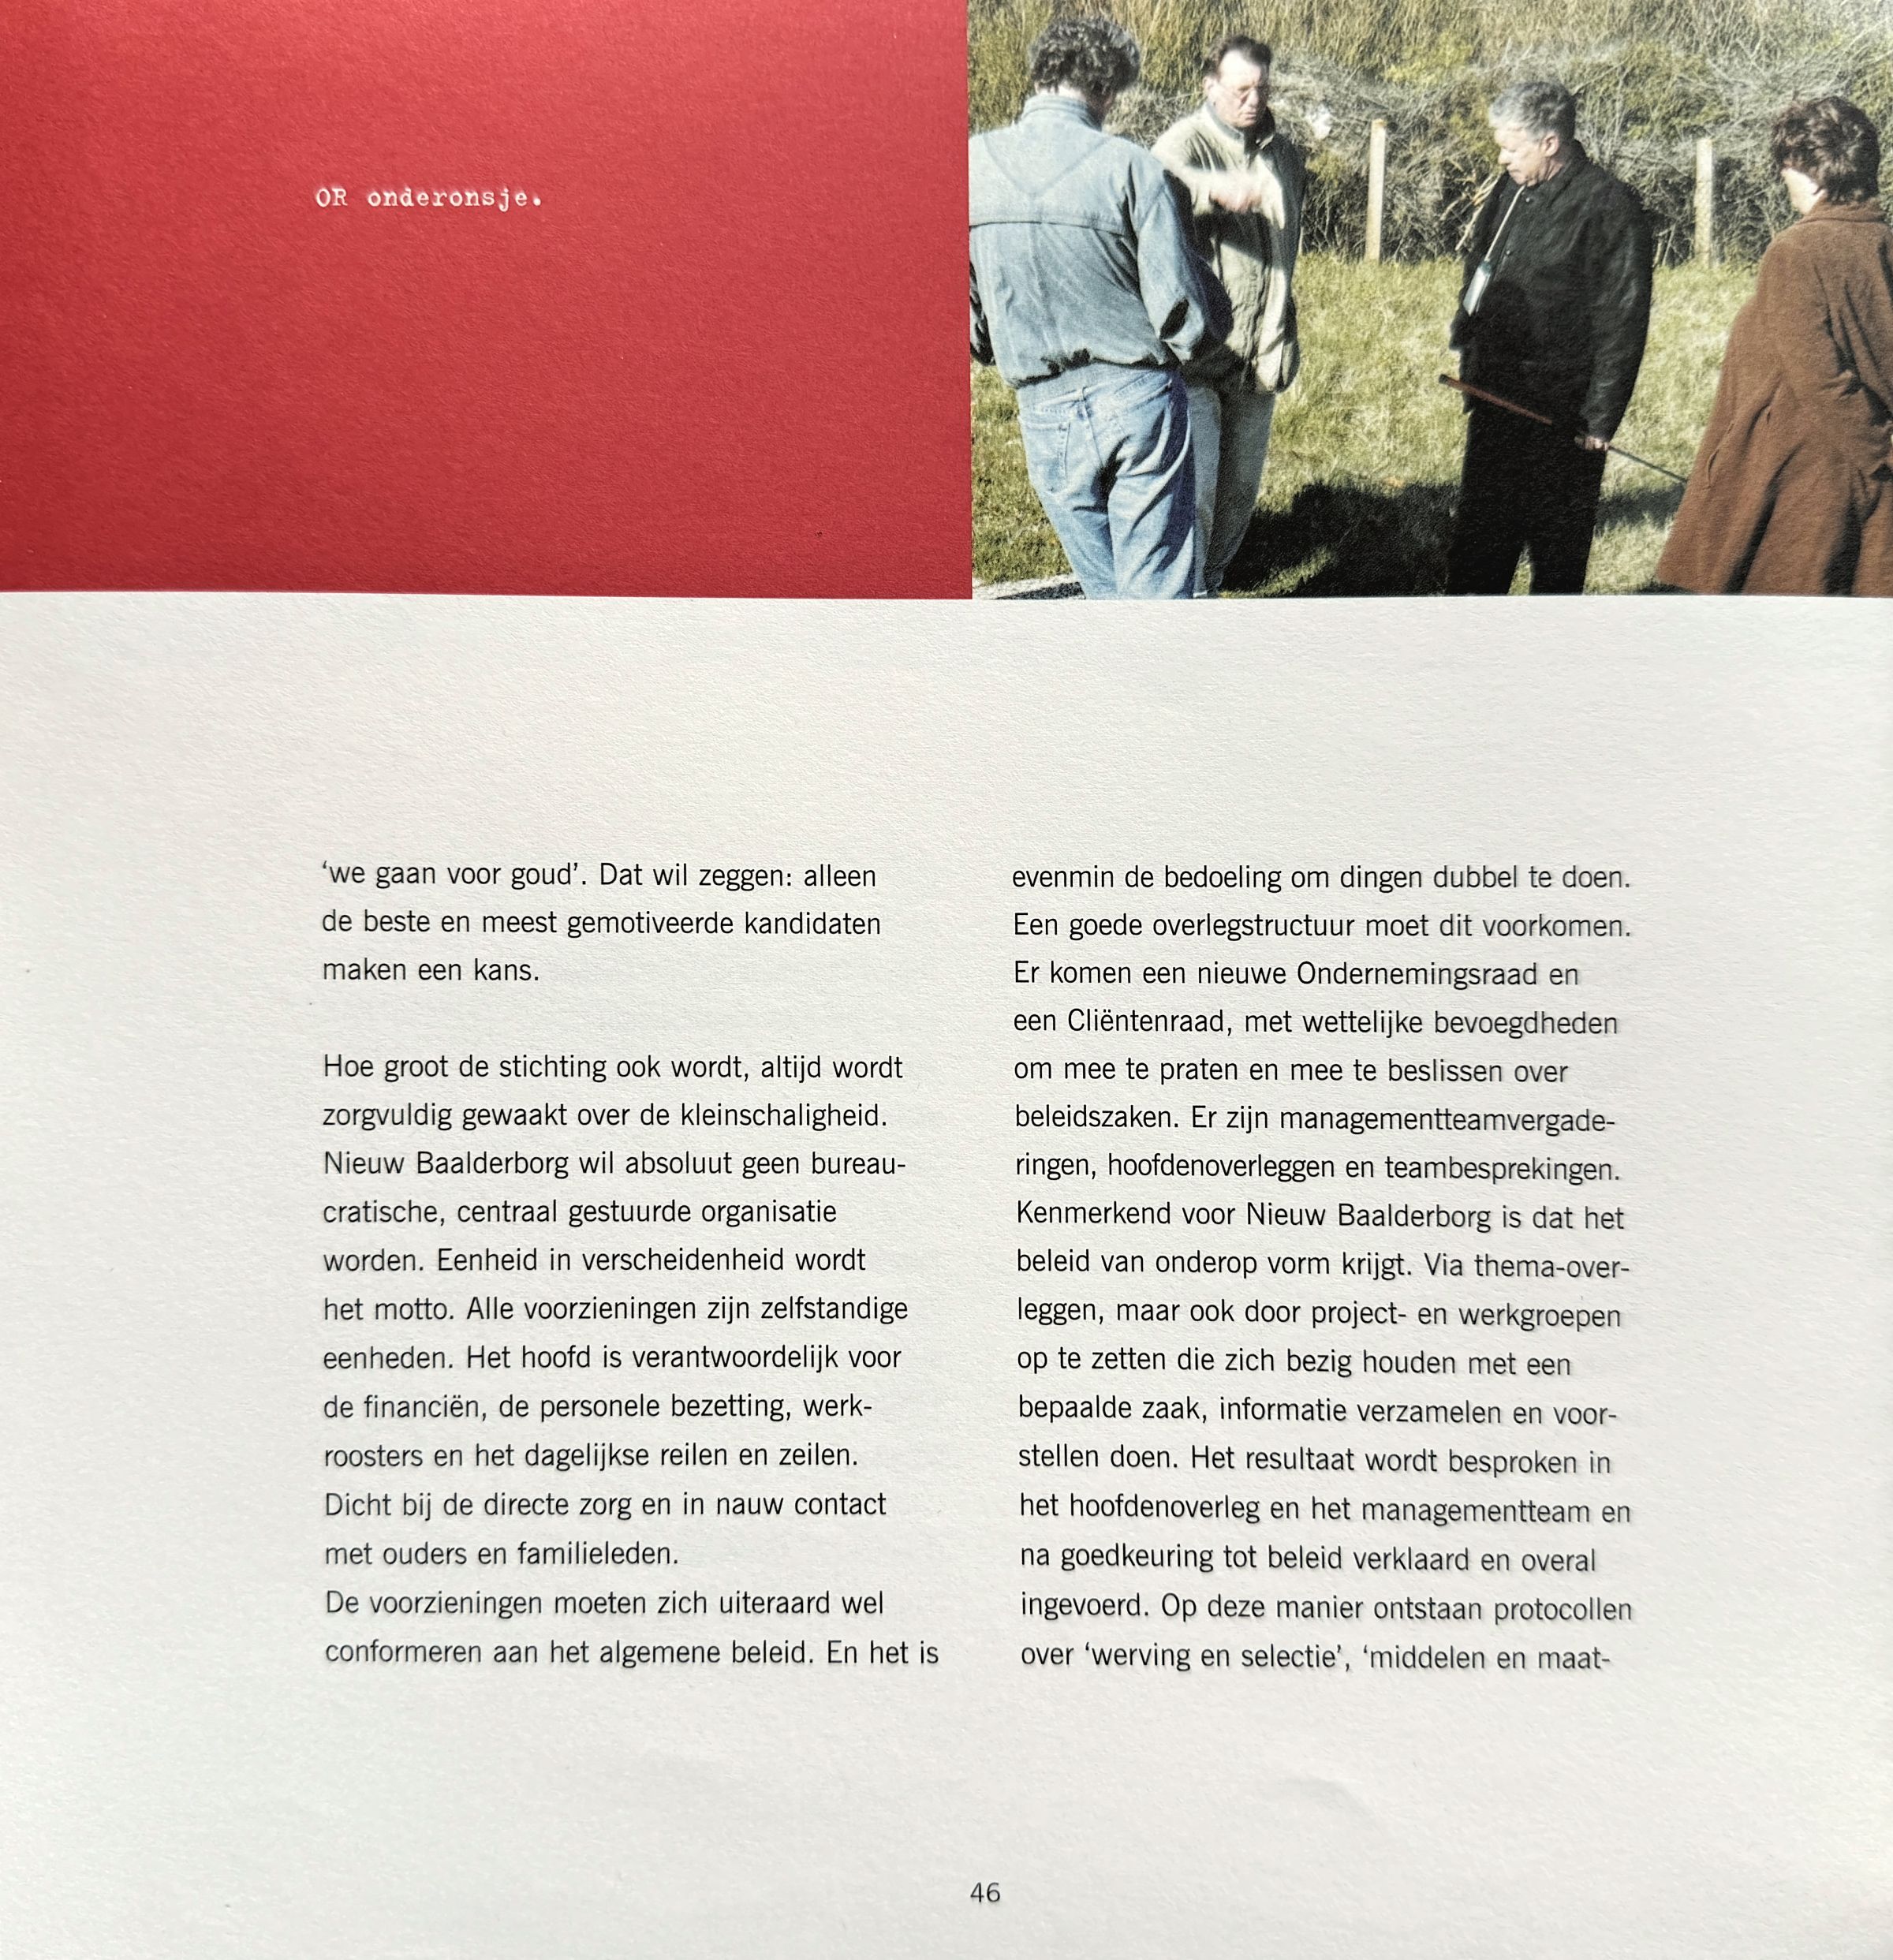 OR onderonsje.
‘we gaan voor goud’. Dat wil zeggen: alleen
de beste en meest gemotiveerde kandidaten
maken een kans.
Hoe groot de stichting ook wordt, altijd wordt
zorgvuldig gewaakt over de kleinschaligheid.
Nieuw Baalderborg wil absoluut geen bureau-
cratische, centraal gestuurde organisatie
worden. Eenheid in verscheidenheid wordt
het motto. Alle voorzieningen zijn zelfstandige
eenheden. Het hoofd is verantwoordelijk voor
de financiën, de personele bezetting, werk-
roosters en het dagelijkse reilen en zeilen.
Dicht bij de directe zorg en in nauw contact
met ouders en familieleden.
De voorzieningen moeten zich uiteraard wel
conformeren aan het algemene beleid. En het is
evenmin de bedoeling om dingen dubbel te doen.
Een goede overlegstructuur moet dit voorkomen.
Er komen een nieuwe Ondernemingsraad en
een Cliëntenraad, met wettelijke bevoegdheden
om mee te praten en mee te beslissen over
beleidszaken. Er zijn managementteamvergade-
ringen, hoofdenoverleggen en teambesprekingen.
Kenmerkend voor Nieuw Baalderborg is dat het
beleid van onderop vorm krijgt. Via thema-over-
leggen, maar ook door project- en werkgroepen
op te zetten die zich bezig houden met een
bepaalde zaak, informatie verzamelen en voor-
stellen doen. Het resultaat wordt besproken in
het hoofdenoverleg en het managementteam en
na goedkeuring tot beleid verklaard en overal
ingevoerd. Op deze manier ontstaan protocollen
over ‘werving en selectie’, ‘middelen en maat-
46